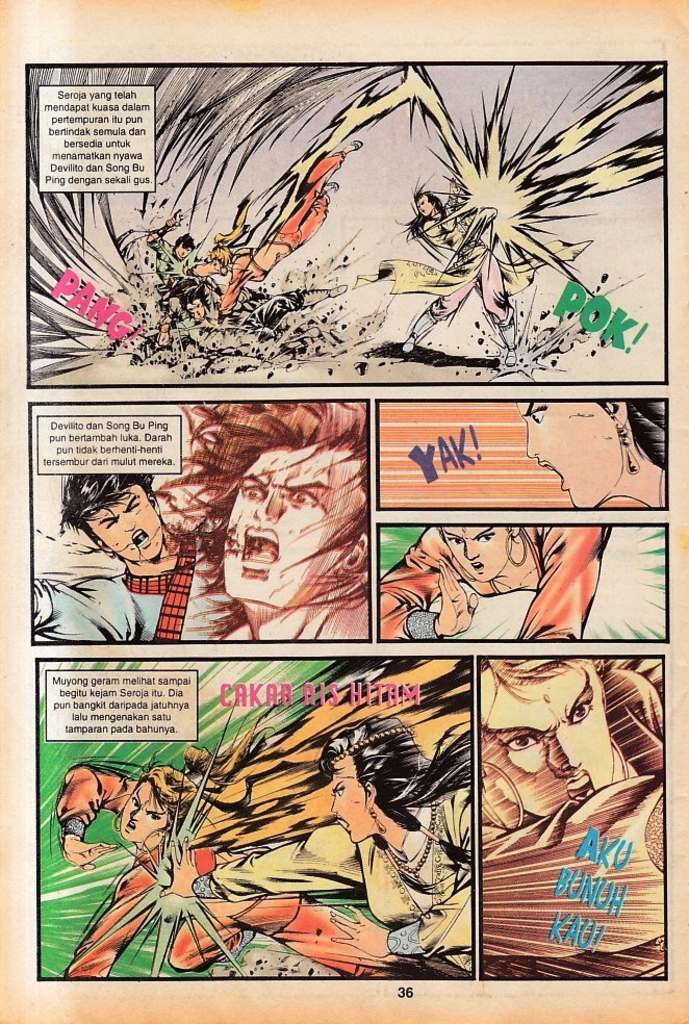 Seroja yang telah
mendapat kuasa dalam
pertempuran itu pun
bertindak semula dan
bersedia untuk
menamatkan nyawa
Devilito dan Song Bu
Ping dengan sekali gus.
PANG!
POK!
Devilito dan Song Bu Ping
pun bertambah luka. Darah
pun tidak berhenti-henti
tersembur dari mulut mereka.
YAK!
Muyong geram melihat sampai
begitu kejam Seroja itu. Dia
pun bangkit daripada jatuhnya
lalu mengenakan satu
tamparan pada bahunya.
CAKAR AIS HITAM
AKU
BUNUH
KAU!
36